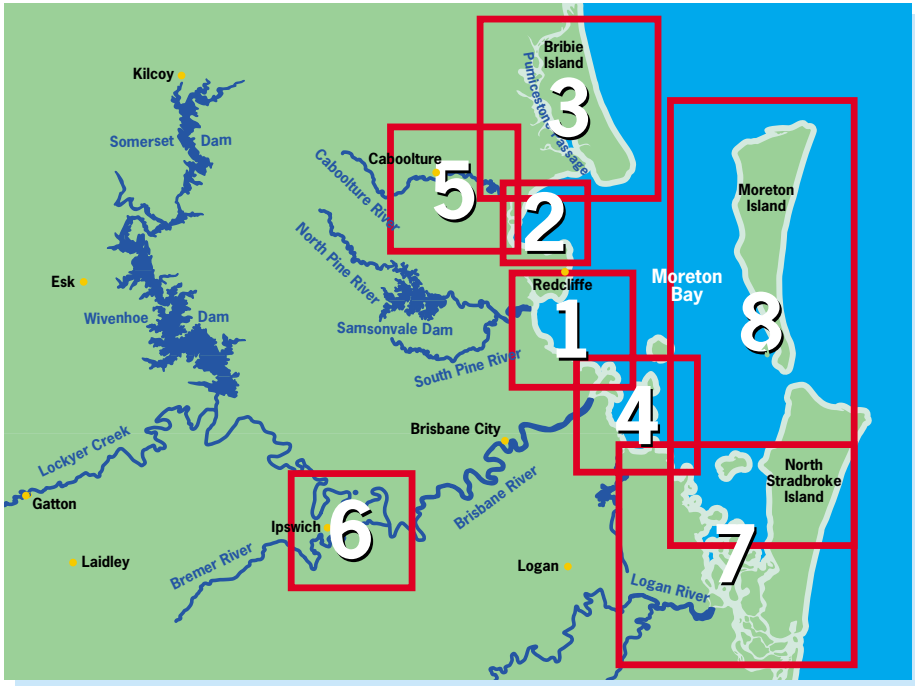 Bribie
Island
Kilcoy
3
Pumicestone Passage
Somerset Dam
Caboolture
5
Caboolture River
Moreton
Island
2
North Pine River
Esk
Moreton
Bay
Redcliffe
8
1
Wivenhoe Dam
Samsonvale Dam
South Pine River
4
Brisbane City
Lockyer Creek
North
Stradbroke
Island
Brisbane River
Gatton
Ipswich
6
7
Laidley
Bremer River
Logan
Logan River